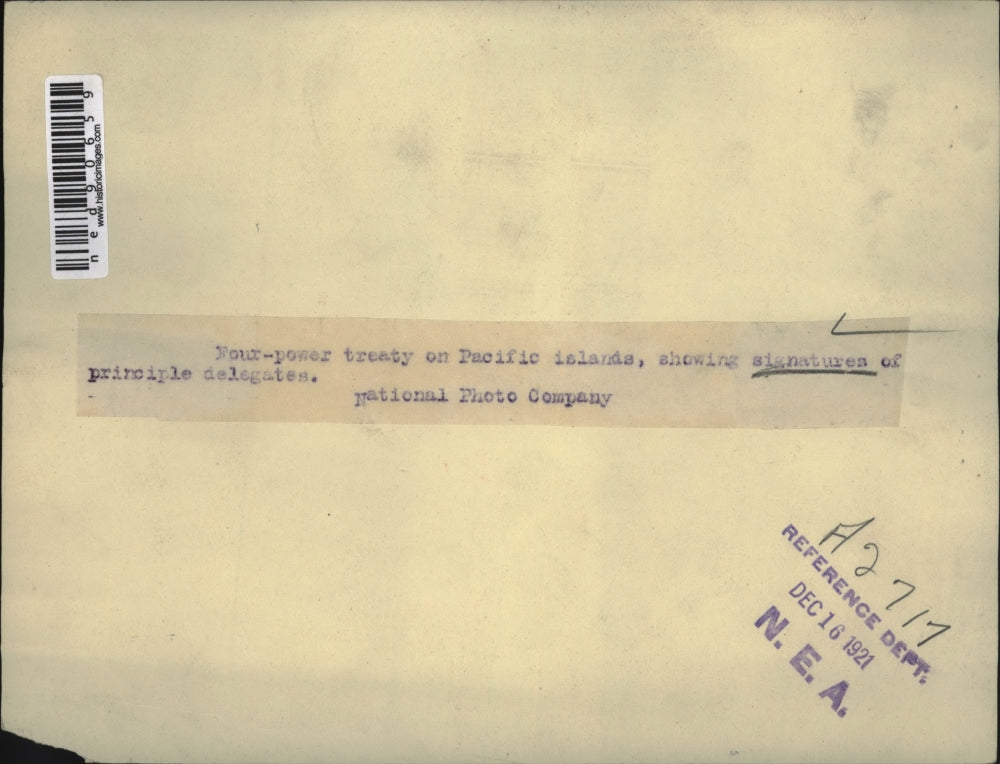 ned90659
www.historicimages.com
Four-power treaty on Pacific islands, showing signatures of
principle delegates.
National Photo Company
A2717
REFERENCE DEPT.
DEC 16 1921
N. E. A.